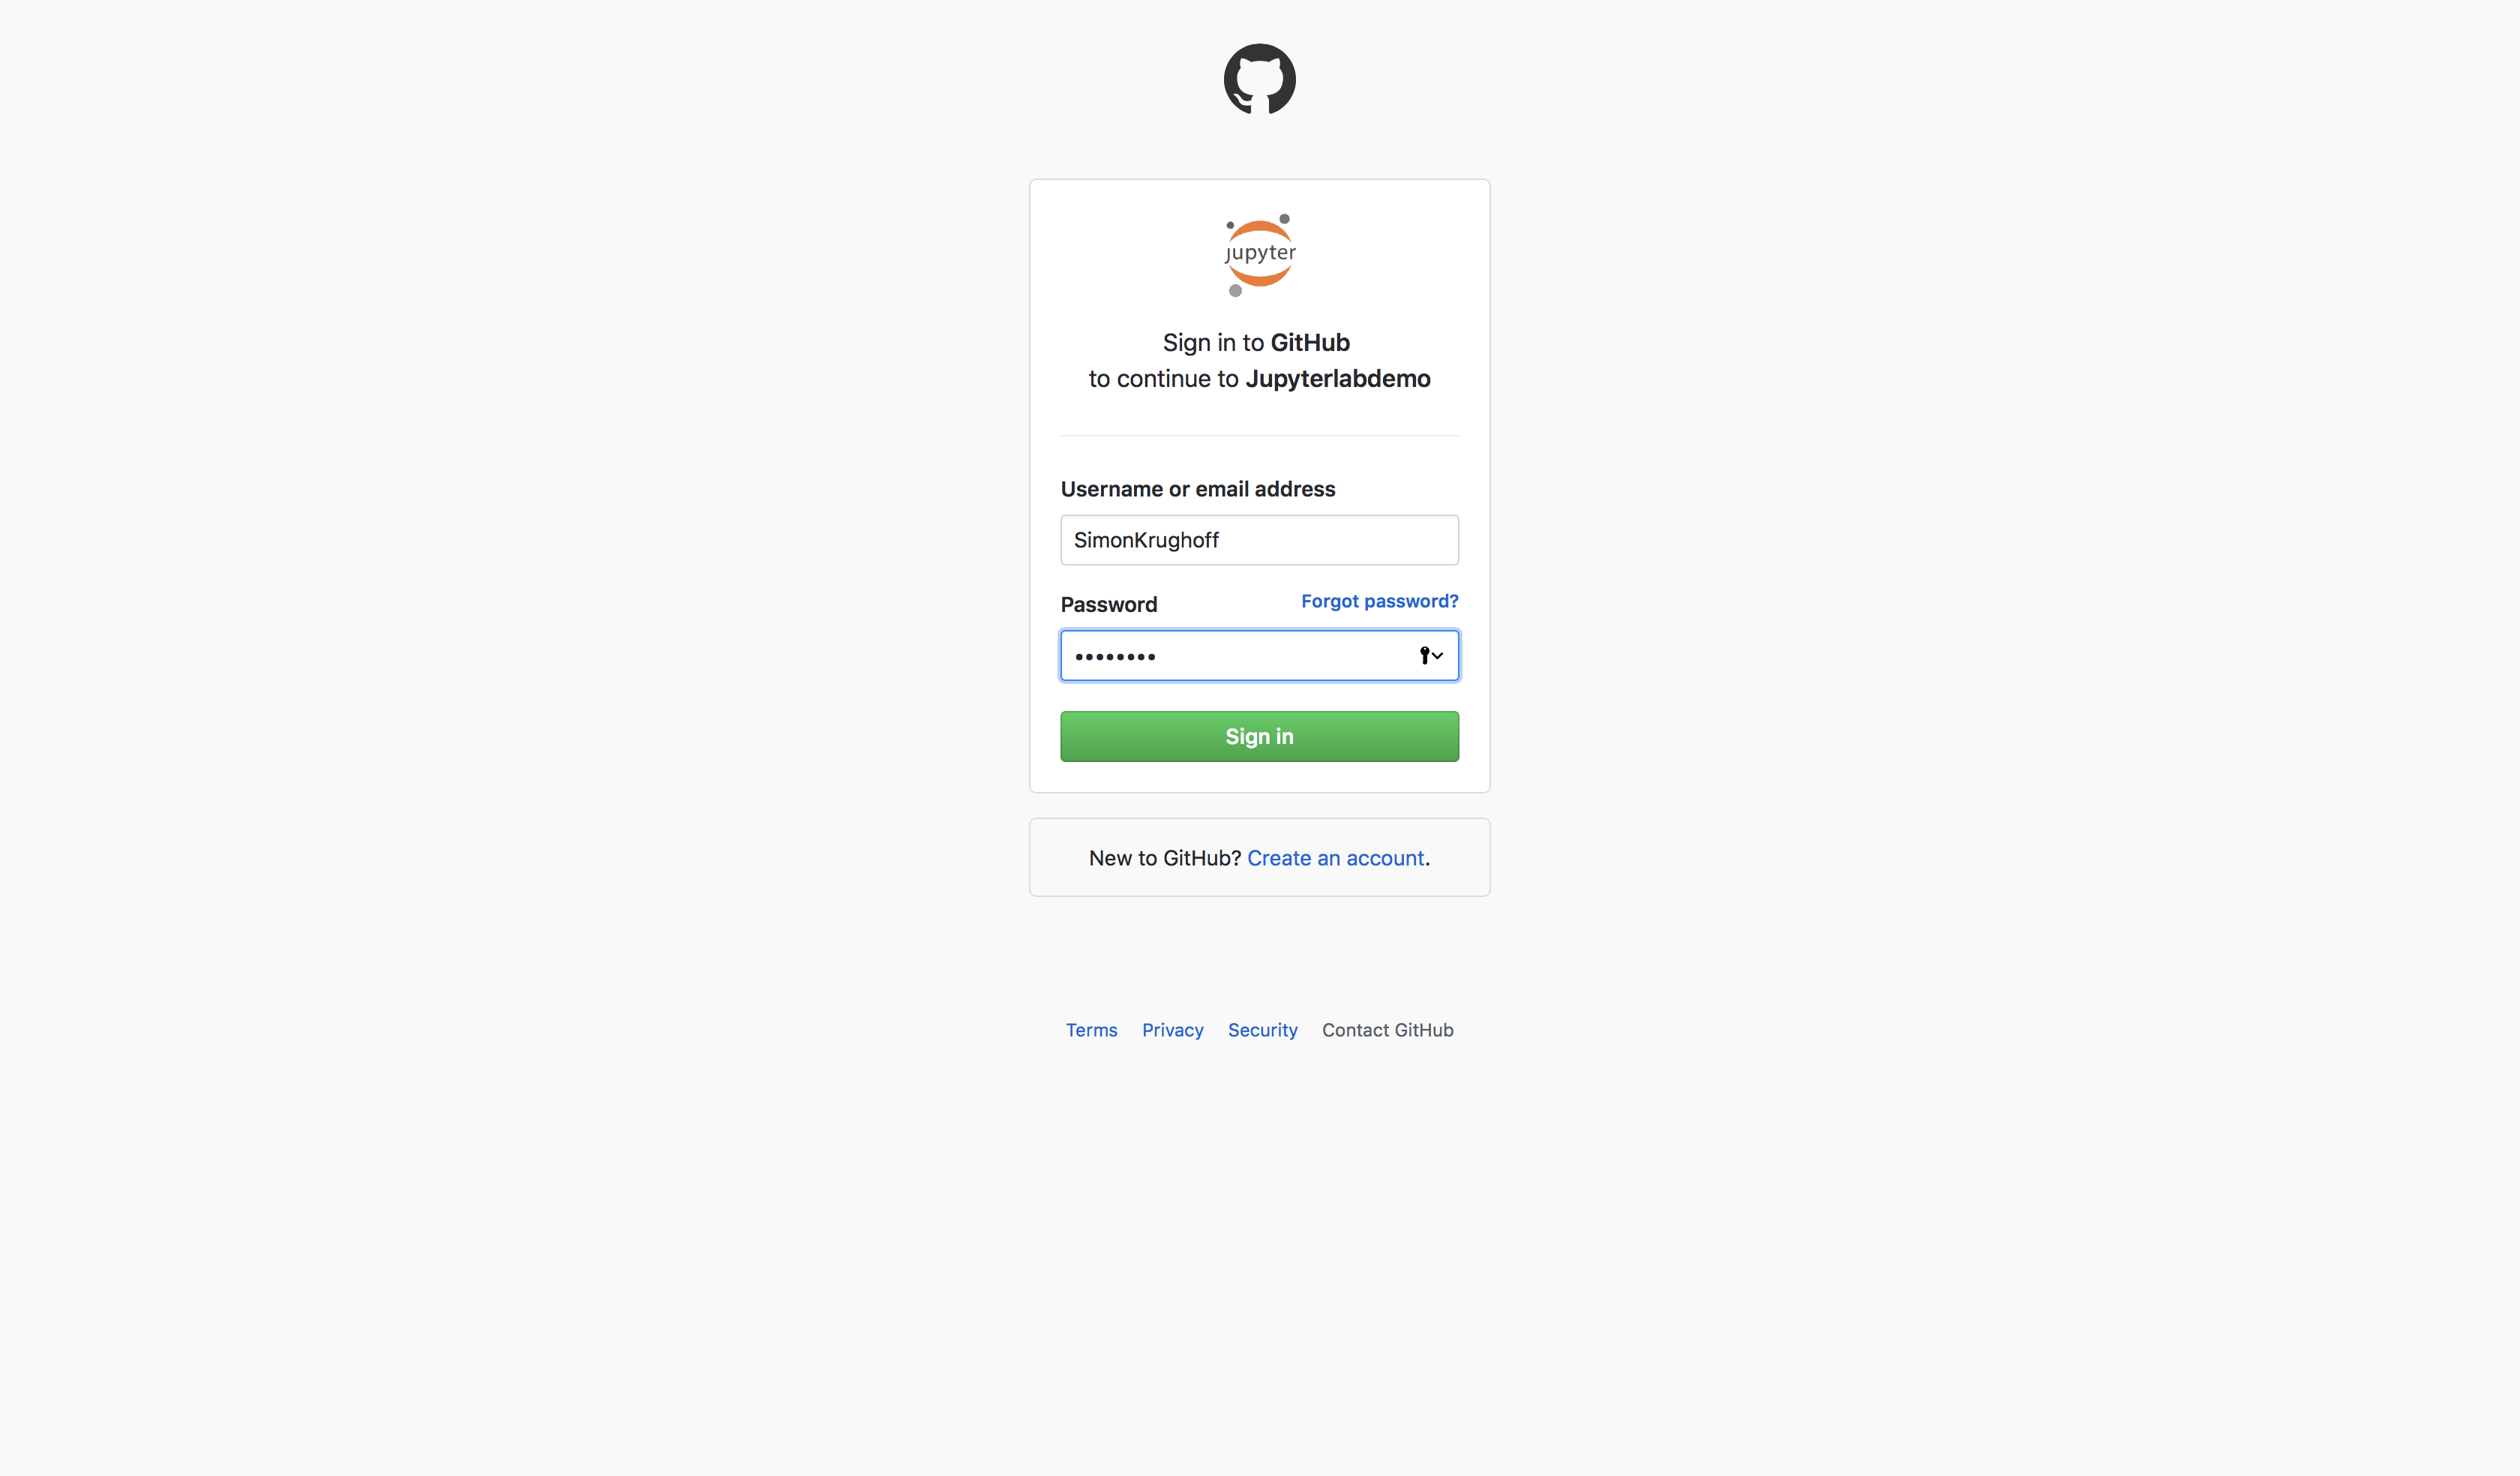 jupyter
Sign in to GitHub
to continue to Jupyterlabdemo
Username or email address
SimonKrughoff
Password Forgot password?
••••••••
Sign in
New to GitHub? Create an account.
Terms Privacy Security Contact GitHub